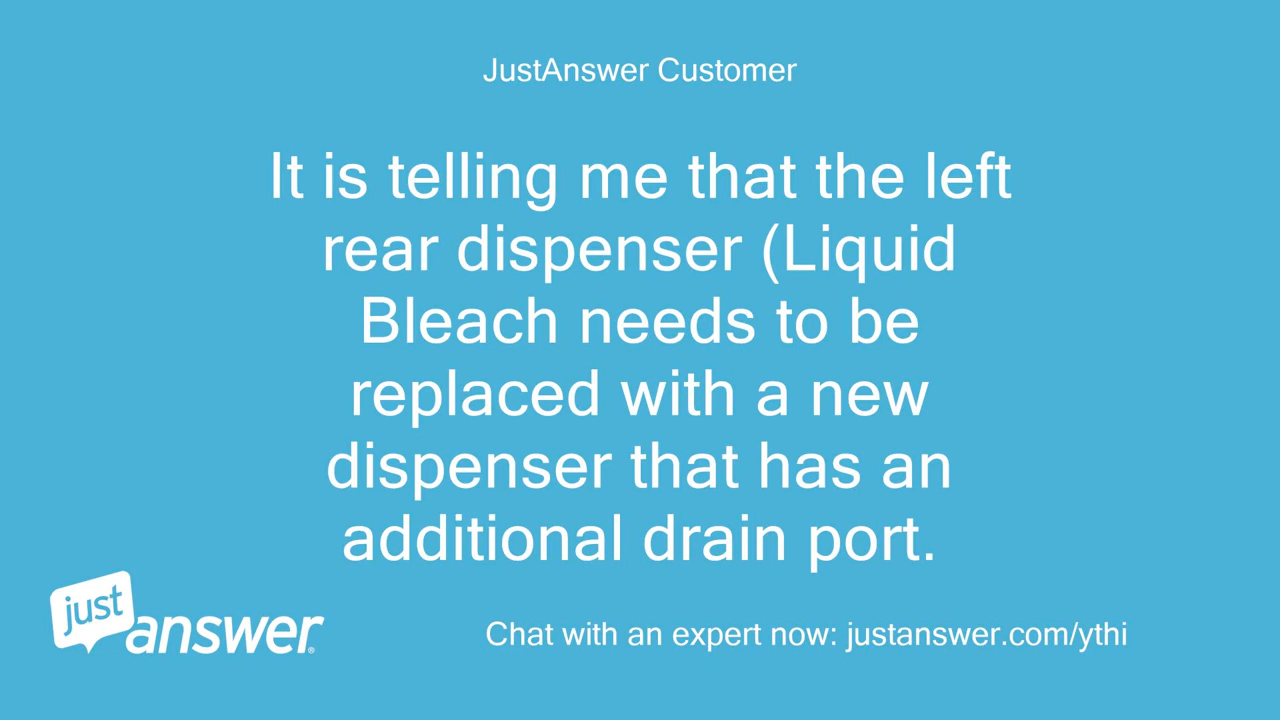 JustAnswer Customer
It is telling me that the left
rear dispenser (Liquid
Bleach needs to be
replaced with a new
dispenser that has an
additional drain port.
just
answer®
Chat with an expert now: justanswer.com/ythi